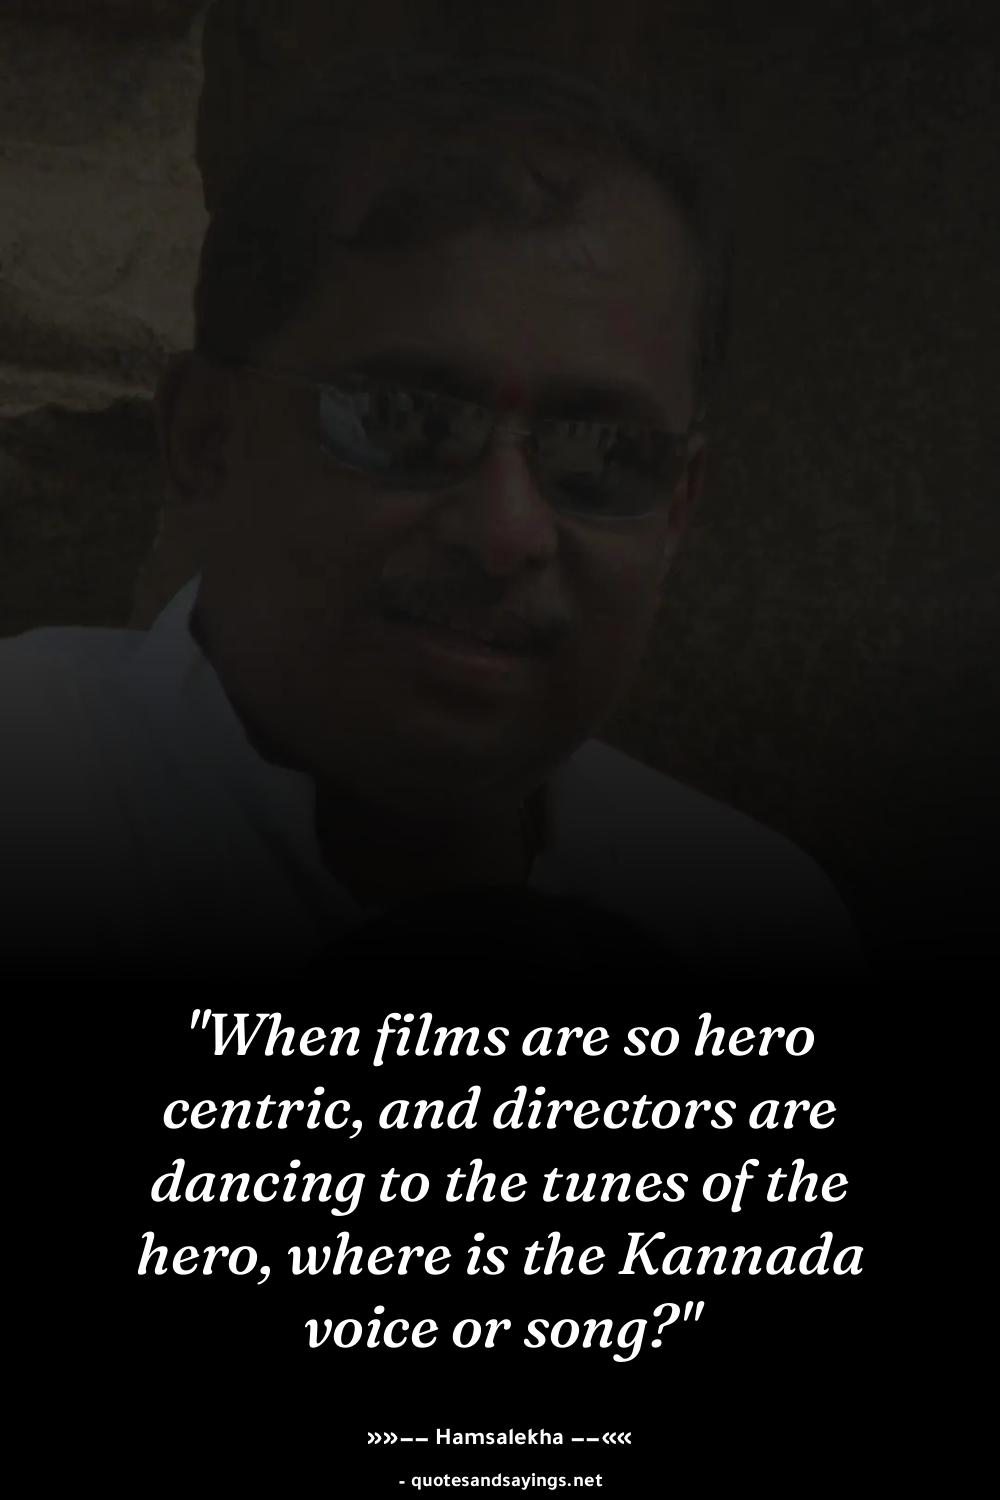 "When films are so hero
centric, and directors are
dancing to the tunes of the
hero, where is the Kannada
voice or song?"
»»−− Hamsalekha −−««
- quotesandsayings.net